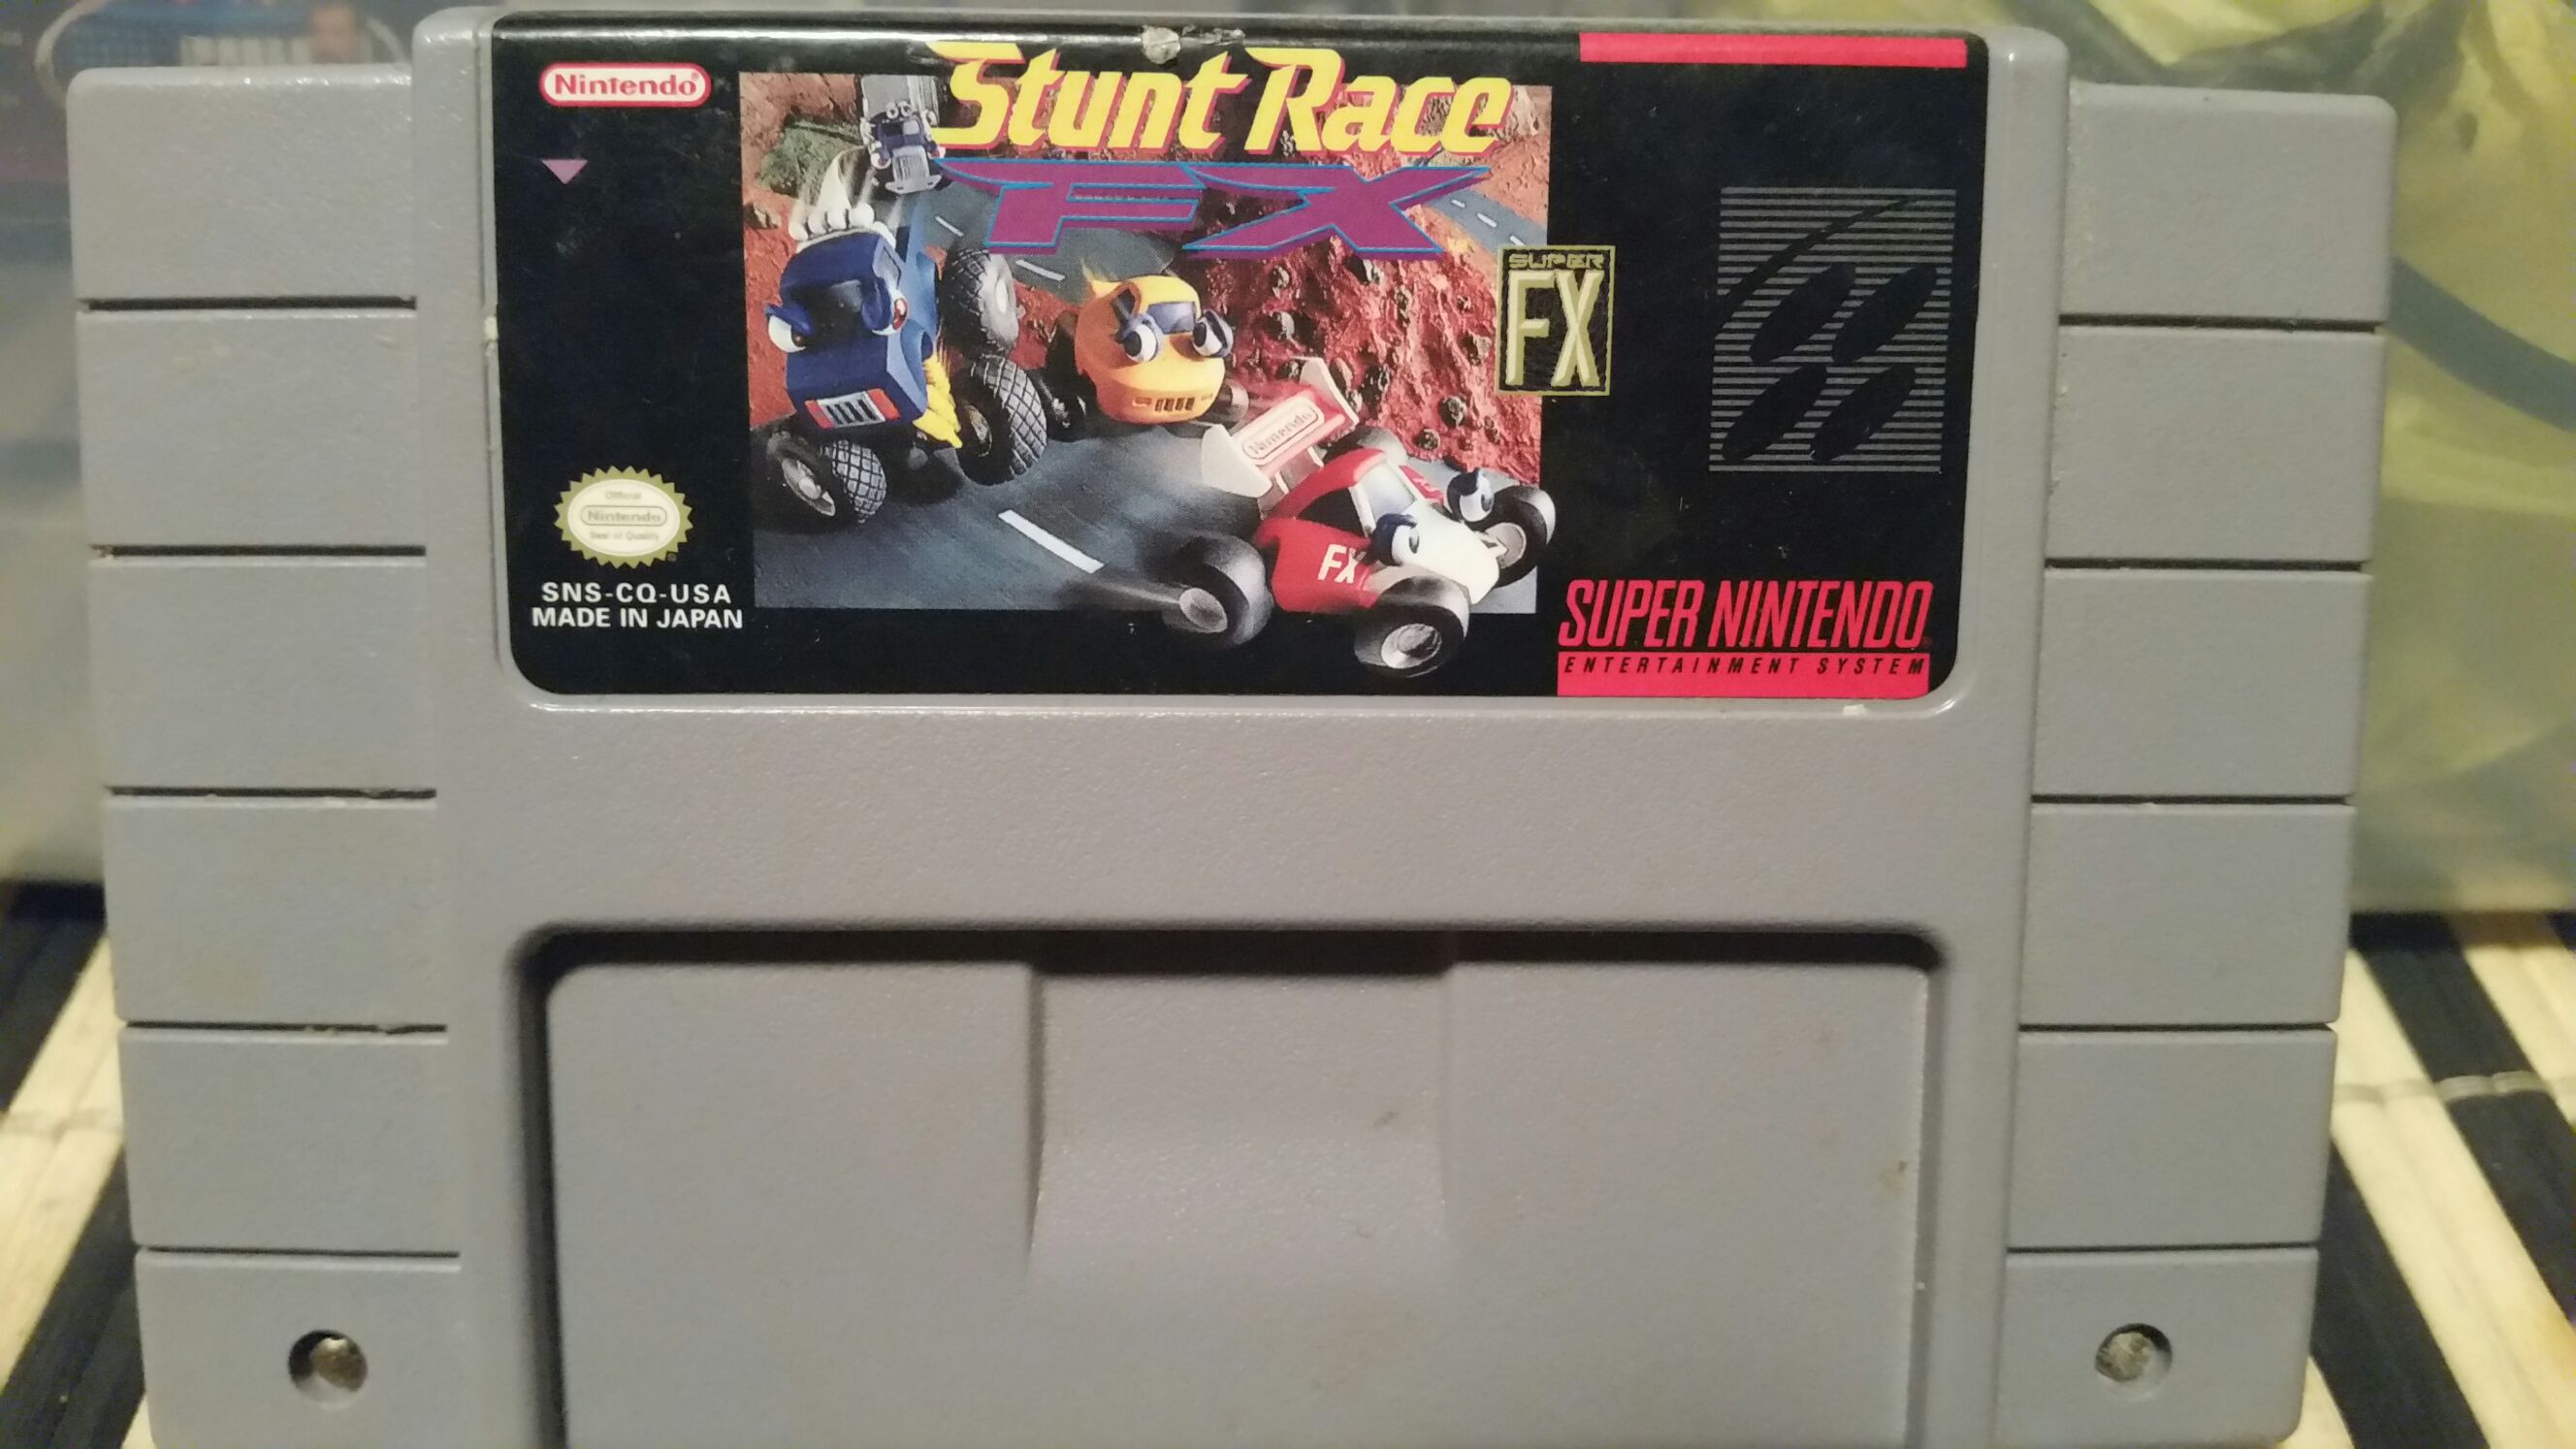 Nintendo
Stunt Race
FX
SUPER
FX
Nintendo
FX
Official
Nintendo
Seal of Quality
SNS-CQ-USA
MADE IN JAPAN
SUPER NINTENDO
ENTERTAINMENT SYSTEM